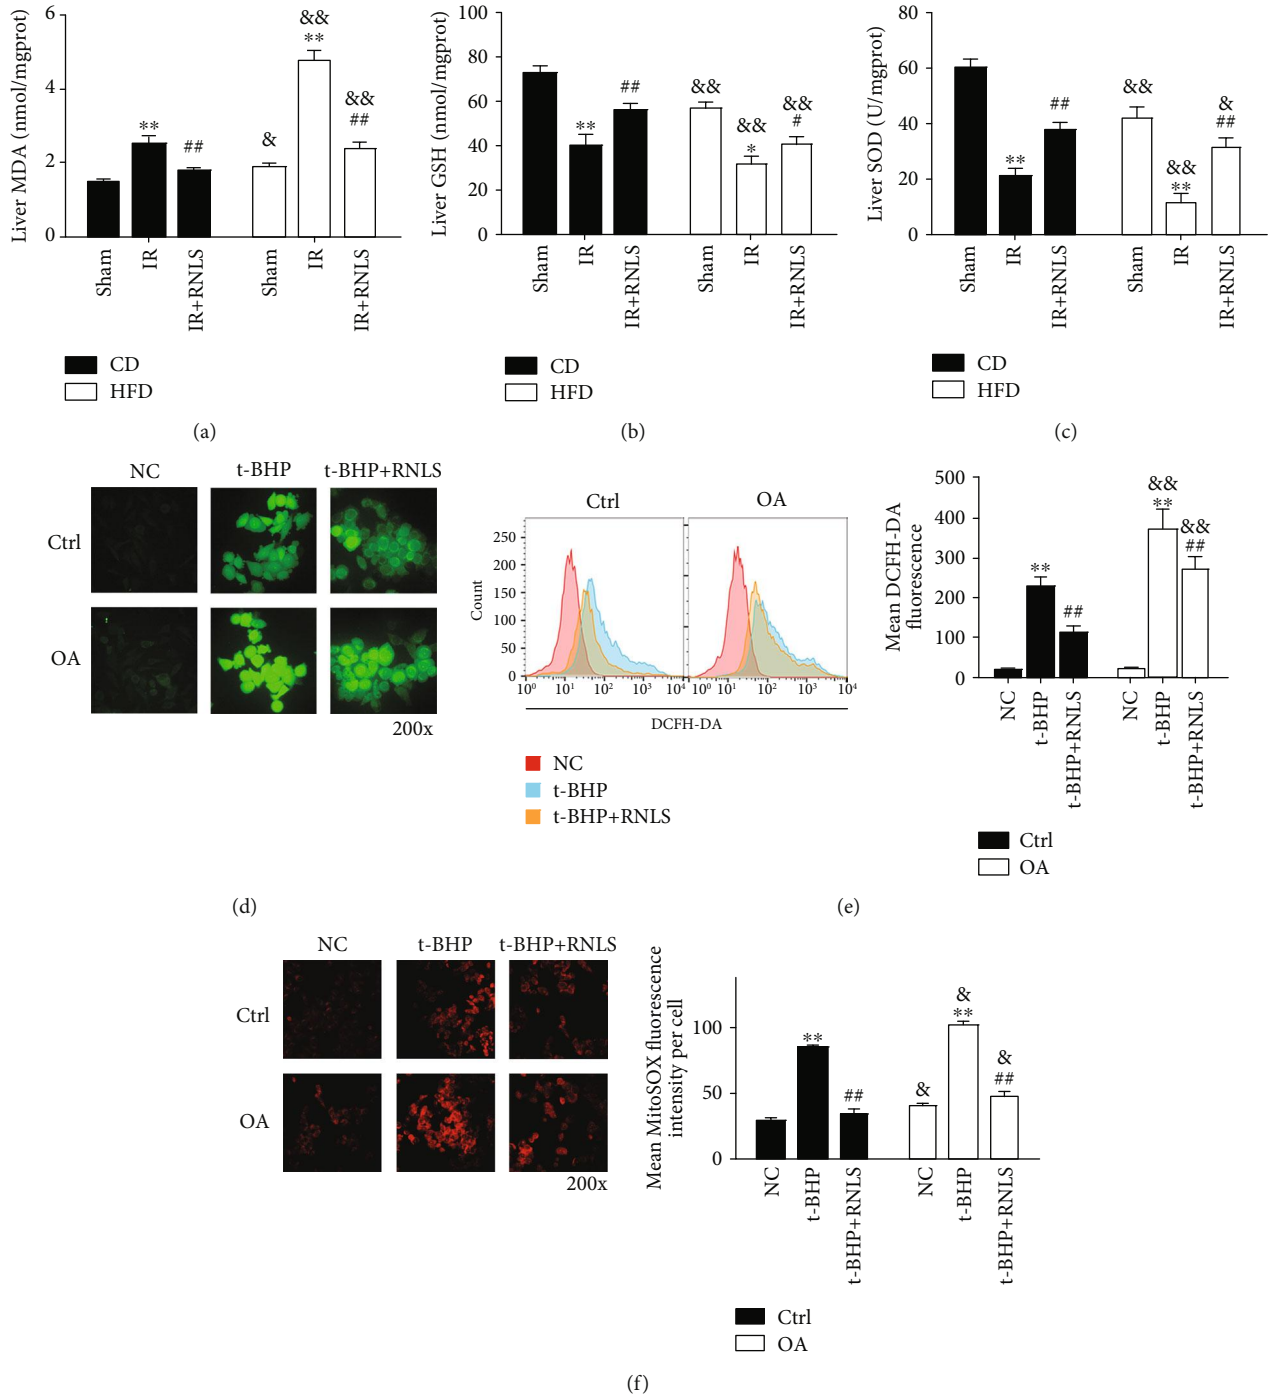 Liver MDA (nmol/mgprot)
6
4
2
0
&
**
##
&&
**
&&
##
Sham
IR
IR+RNLS
Sham
IR
IR+RNLS
CD
HFD
(a)
Liver GSH (nmol/mgprot)
80
60
40
20
0
**
##
&&
&&
*
&&
#
Sham
IR
IR+RNLS
Sham
IR
IR+RNLS
CD
HFD
(b)
Liver SOD (U/mgprot)
80
60
40
20
0
**
##
&&
&&
**
&
##
Sham
IR
IR+RNLS
Sham
IR
IR+RNLS
CD
HFD
(c)
NC
t-BHP
t-BHP+RNLS
Ctrl
OA
200x
(d)
Ctrl
OA
Count
250
200
150
100
50
0
10⁰
10¹
10²
10³
10⁴
10⁰
10¹
10²
10³
10⁴
DCFH-DA
NC
t-BHP
t-BHP+RNLS
Mean DCFH-DA
fluorescence
500
400
300
200
100
0
**
##
&&
**
&&
##
NC
t-BHP
t-BHP+RNLS
NC
t-BHP
t-BHP+RNLS
Ctrl
OA
(e)
NC
t-BHP
t-BHP+RNLS
Ctrl
OA
200x
Mean MitoSOX fluorescence
intensity per cell
100
50
0
**
##
&
&
**
&
##
NC
t-BHP
t-BHP+RNLS
NC
t-BHP
t-BHP+RNLS
Ctrl
OA
(f)